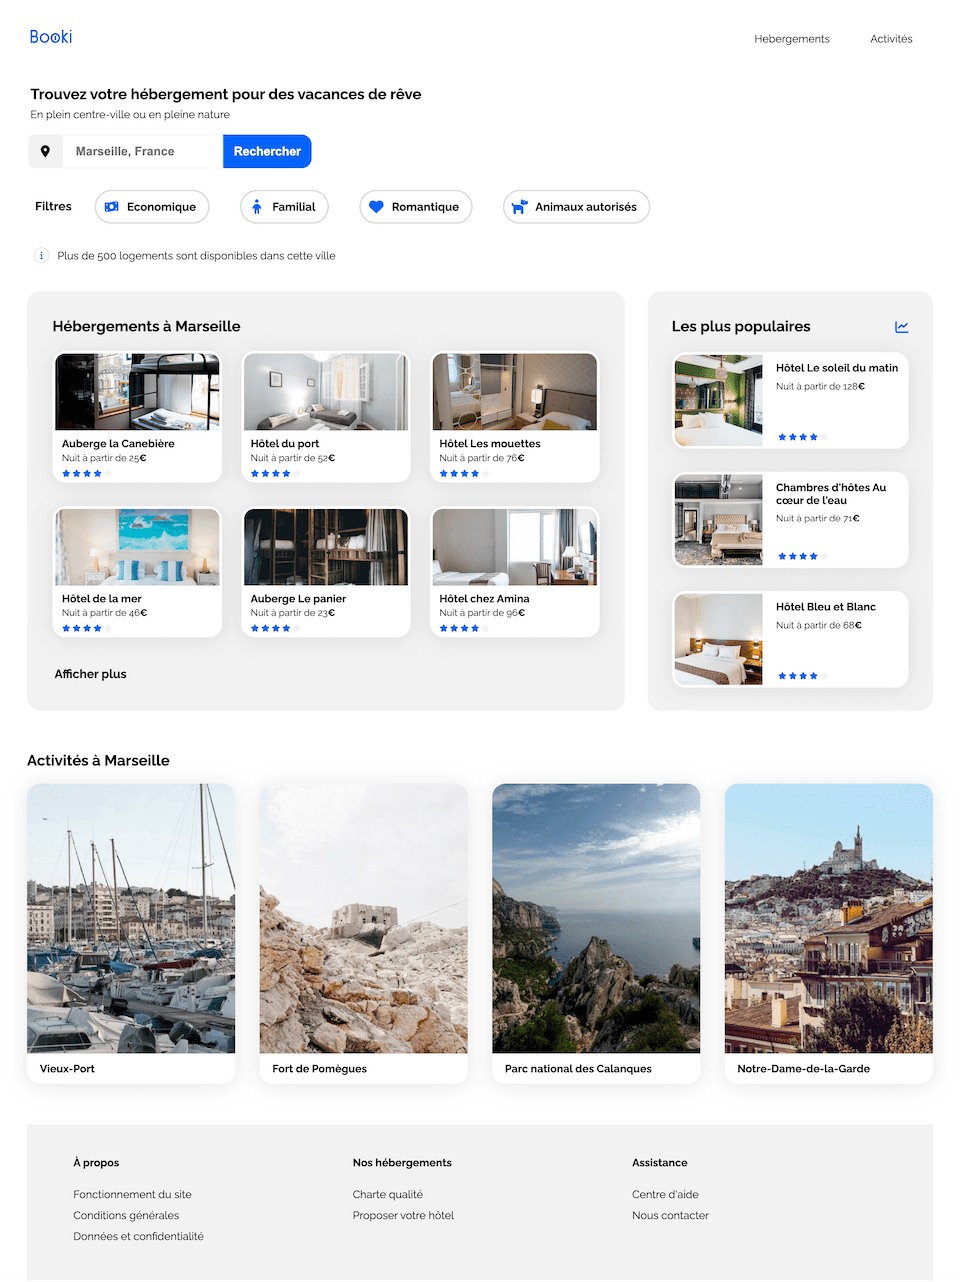 Booki
Hebergements
Activités
Trouvez votre hébergement pour des vacances de rêve
En plein centre-ville ou en pleine nature
Marseille, France
Rechercher
Filtres
Economique
Familial
Romantique
Animaux autorisés
i
Plus de 500 logements sont disponibles dans cette ville
Hébergements à Marseille
Auberge la Canebière
Nuit à partir de 25€
Hôtel du port
Nuit à partir de 52€
Hôtel Les mouettes
Nuit à partir de 76€
Hôtel de la mer
Nuit à partir de 46€
Auberge Le panier
Nuit à partir de 23€
Hôtel chez Amina
Nuit à partir de 96€
Afficher plus
Les plus populaires
Hôtel Le soleil du matin
Nuit à partir de 128€
Chambres d'hôtes Au
cœur de l'eau
Nuit à partir de 71€
Hôtel Bleu et Blanc
Nuit à partir de 68€
Activités à Marseille
Vieux-Port
Fort de Pomègues
Parc national des Calanques
Notre-Dame-de-la-Garde
À propos
Fonctionnement du site
Conditions générales
Données et confidentialité
Nos hébergements
Charte qualité
Proposer votre hôtel
Assistance
Centre d'aide
Nous contacter